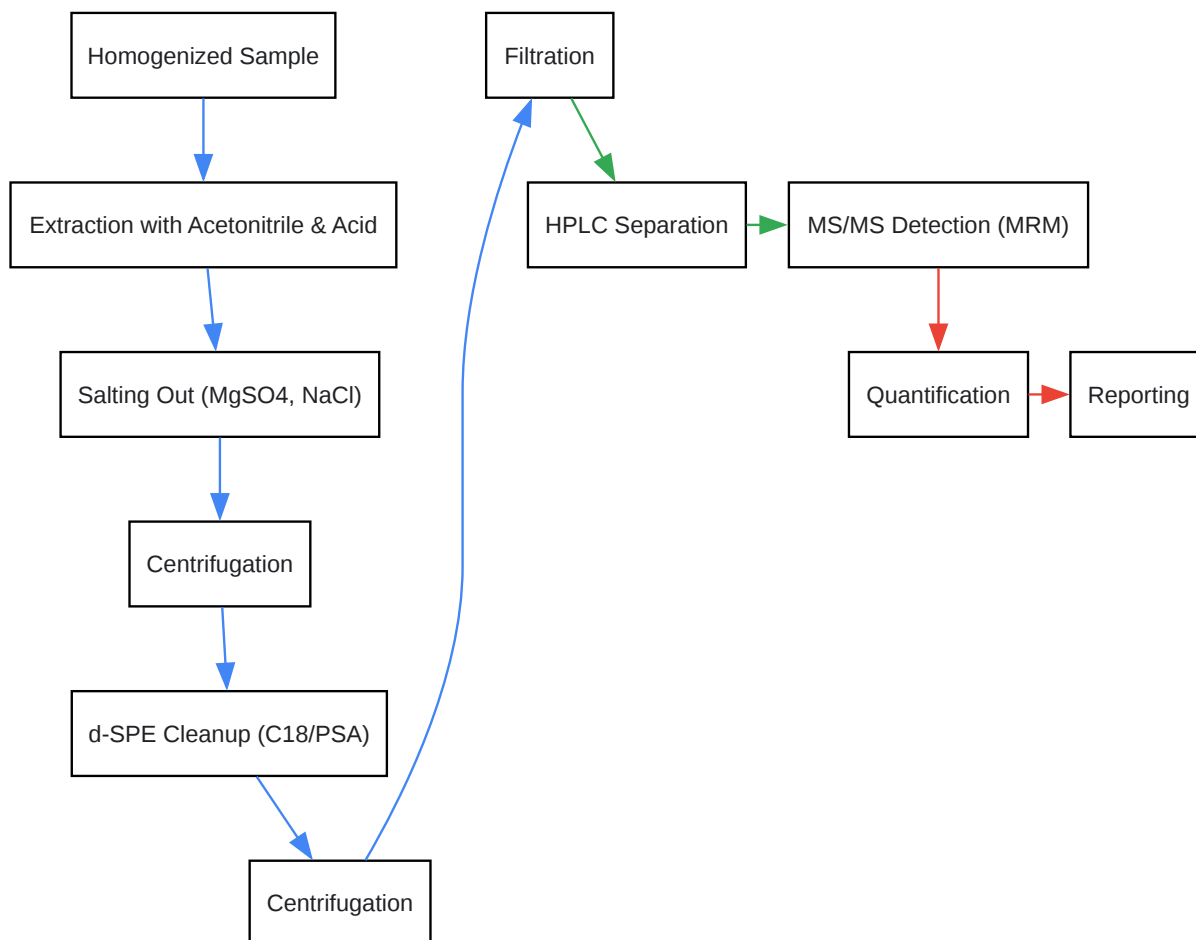 Homogenized Sample
Extraction with Acetonitrile & Acid
Salting Out (MgSO4, NaCl)
Centrifugation
d-SPE Cleanup (C18/PSA)
Centrifugation
Filtration
HPLC Separation
MS/MS Detection (MRM)
Quantification
Reporting